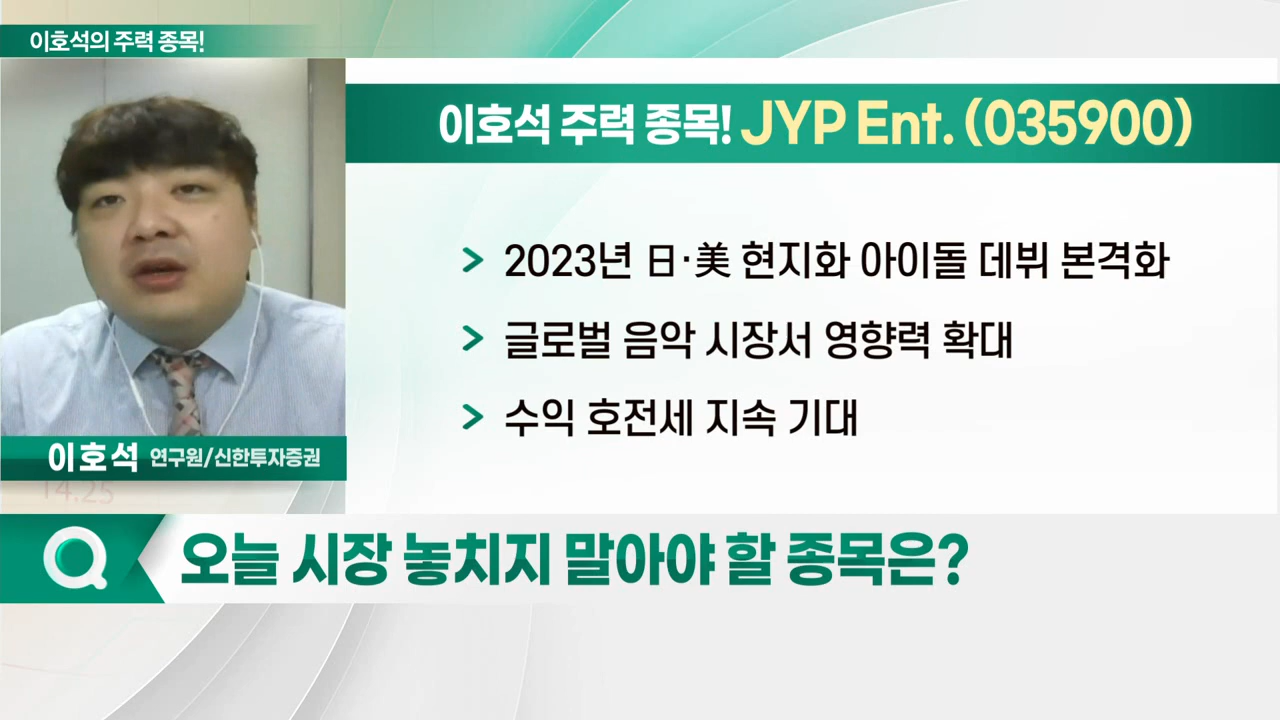 이호석의 주력 종목!
이호석 주력 종목! JYP Ent. (035900)
> 2023년 日·美 현지화 아이돌 데뷔 본격화
> 글로벌 음악 시장서 영향력 확대
> 수익 호전세 지속 기대
이호석 연구원/신한투자증권
14.25
Q 오늘 시장 놓치지 말아야 할 종목은?